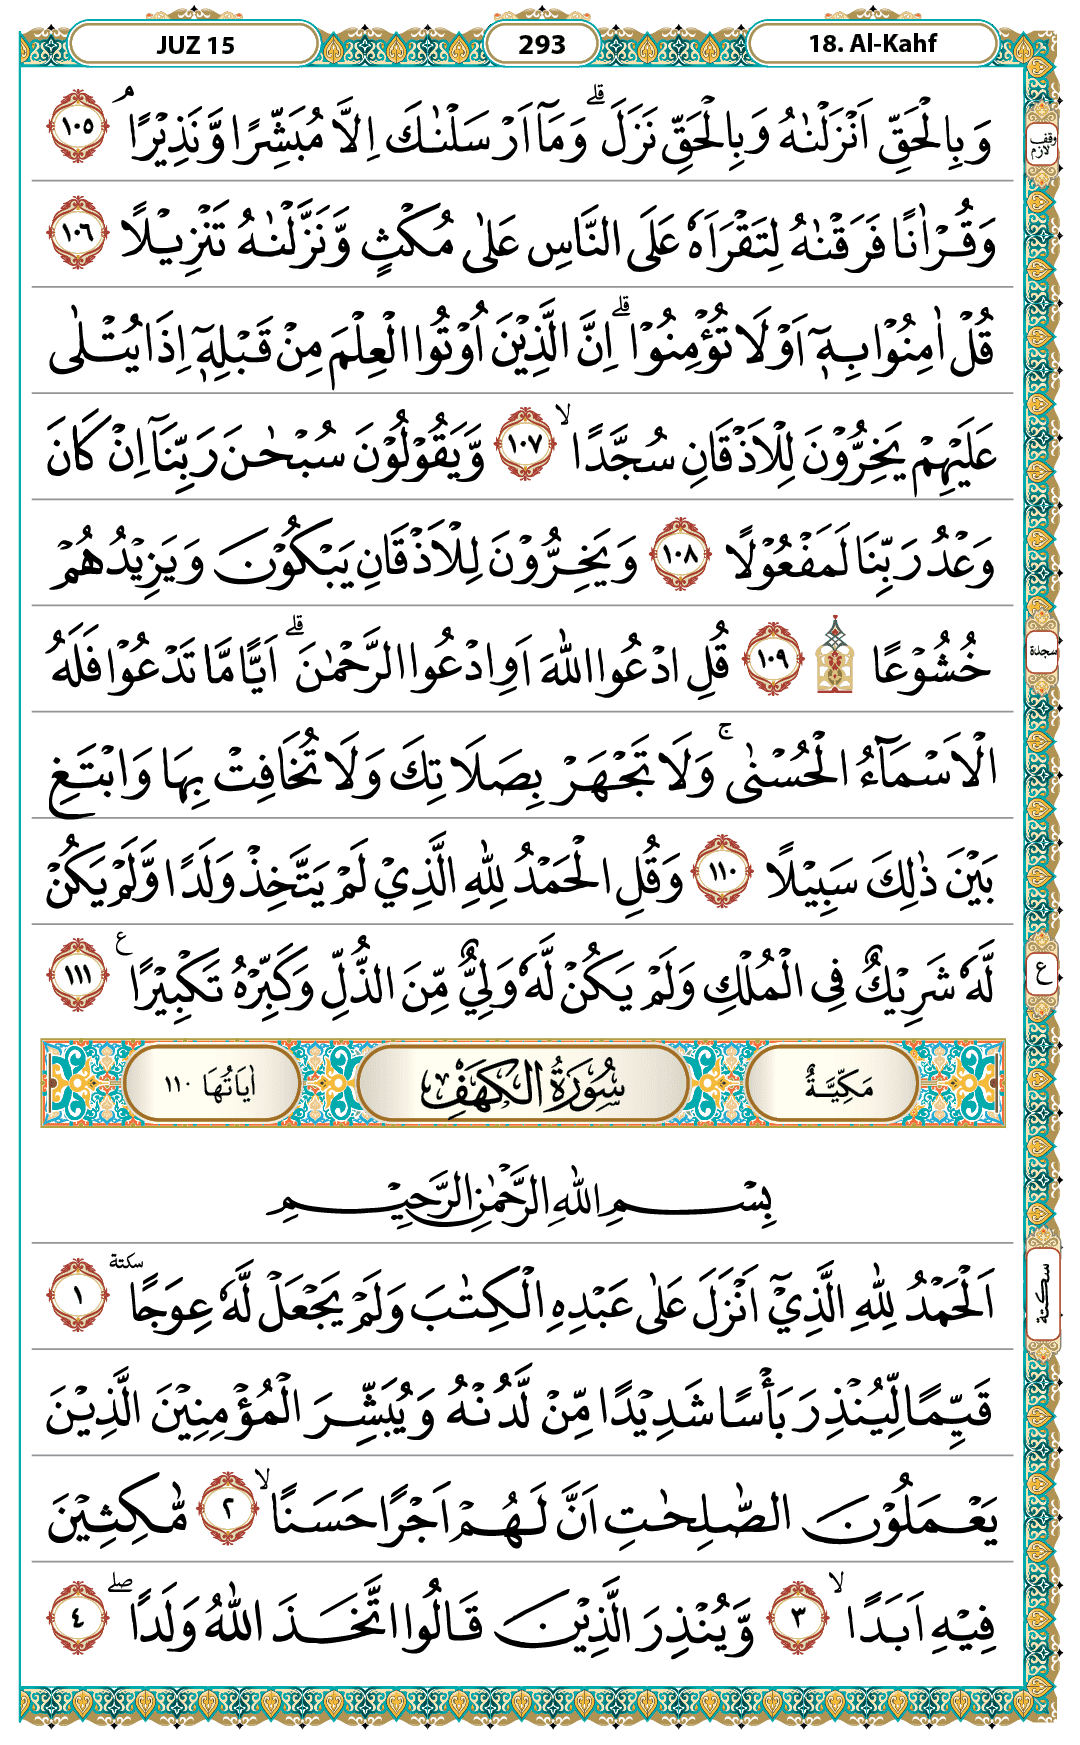 JUZ 15
293
18. Al-Kahf
وَبِالْحَقِّ اَنْزَلْنٰهُ وَبِالْحَقِّ نَزَلَۗ وَمَآ اَرْسَلْنٰكَ اِلَّا مُبَشِّرًا وَّنَذِيْرًاۘ ١٠٥
وقف لازم
وَقُرْاٰنًا فَرَقْنٰهُ لِتَقْرَاَهٗ عَلَى النَّاسِ عَلٰى مُكْثٍ وَّنَزَّلْنٰهُ تَنْزِيْلًا ١٠٦
قُلْ اٰمِنُوْا بِهٖٓ اَوْ لَا تُؤْمِنُوْاۗ اِنَّ الَّذِيْنَ اُوْتُوا الْعِلْمَ مِنْ قَبْلِهٖٓ اِذَا يُتْلٰى
عَلَيْهِمْ يَخِرُّوْنَ لِلْاَذْقَانِ سُجَّدًاۙ ١٠٧ وَّيَقُوْلُوْنَ سُبْحٰنَ رَبِّنَآ اِنْ كَانَ
وَعْدُ رَبِّنَا لَمَفْعُوْلًا ١٠٨ وَيَخِرُّوْنَ لِلْاَذْقَانِ يَبْكُوْنَ وَيَزِيْدُهُمْ
خُشُوْعًا ۩ ١٠٩ قُلِ ادْعُوا اللّٰهَ اَوِ ادْعُوا الرَّحْمٰنَۗ اَيًّا مَّا تَدْعُوْا فَلَهُ
سجدة
الْاَسْمَآءُ الْحُسْنٰىۚ وَلَا تَجْهَرْ بِصَلَاتِكَ وَلَا تُخَافِتْ بِهَا وَابْتَغِ
بَيْنَ ذٰلِكَ سَبِيْلًا ١١٠ وَقُلِ الْحَمْدُ لِلّٰهِ الَّذِيْ لَمْ يَتَّخِذْ وَلَدًا وَّلَمْ يَكُنْ
لَّهٗ شَرِيْكٌ فِى الْمُلْكِ وَلَمْ يَكُنْ لَّهٗ وَلِيٌّ مِّنَ الذُّلِّ وَكَبِّرْهُ تَكْبِيْرًا ࣖ ١١١
ع
مَكِّيَّةٌ
سُوْرَةُ الْكَهْفِ
اٰيَاتُهَا ١١٠
بِسْمِ اللّٰهِ الرَّحْمٰنِ الرَّحِيْمِ
اَلْحَمْدُ لِلّٰهِ الَّذِيْٓ اَنْزَلَ عَلٰى عَبْدِهِ الْكِتٰبَ وَلَمْ يَجْعَلْ لَّهٗ عِوَجًا سكتة ١
سكتة
قَيِّمًا لِّيُنْذِرَ بَأْسًا شَدِيْدًا مِّنْ لَّدُنْهُ وَيُبَشِّرَ الْمُؤْمِنِيْنَ الَّذِيْنَ
يَعْمَلُوْنَ الصّٰلِحٰتِ اَنَّ لَهُمْ اَجْرًا حَسَنًاۙ ٢ مّٰكِثِيْنَ
فِيْهِ اَبَدًاۙ ٣ وَّيُنْذِرَ الَّذِيْنَ قَالُوا اتَّخَذَ اللّٰهُ وَلَدًاۖ ٤